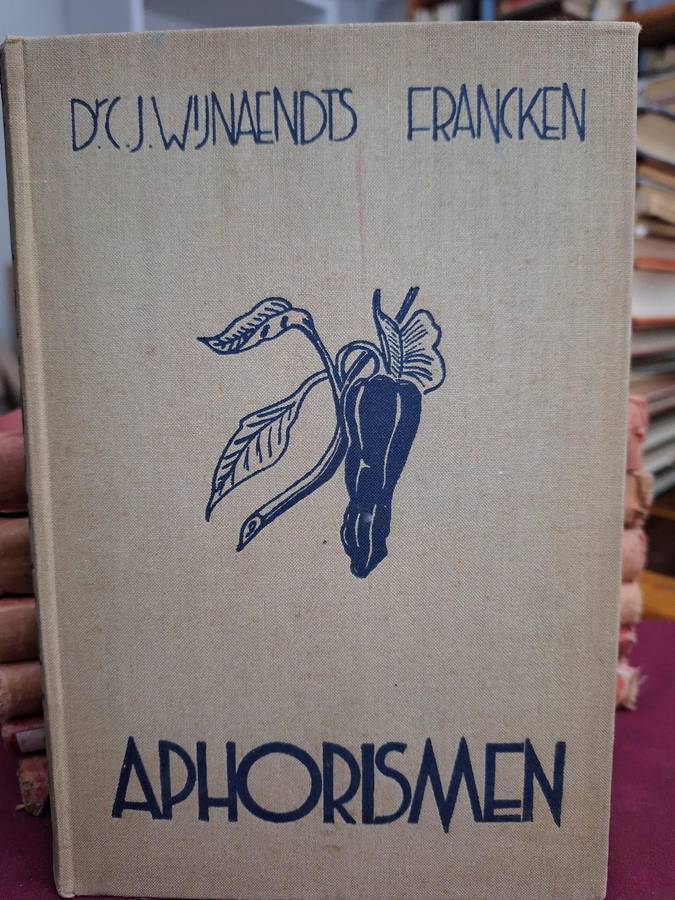 Dr. C. J. WIJNAENDTS FRANCKEN
APHORISMEN